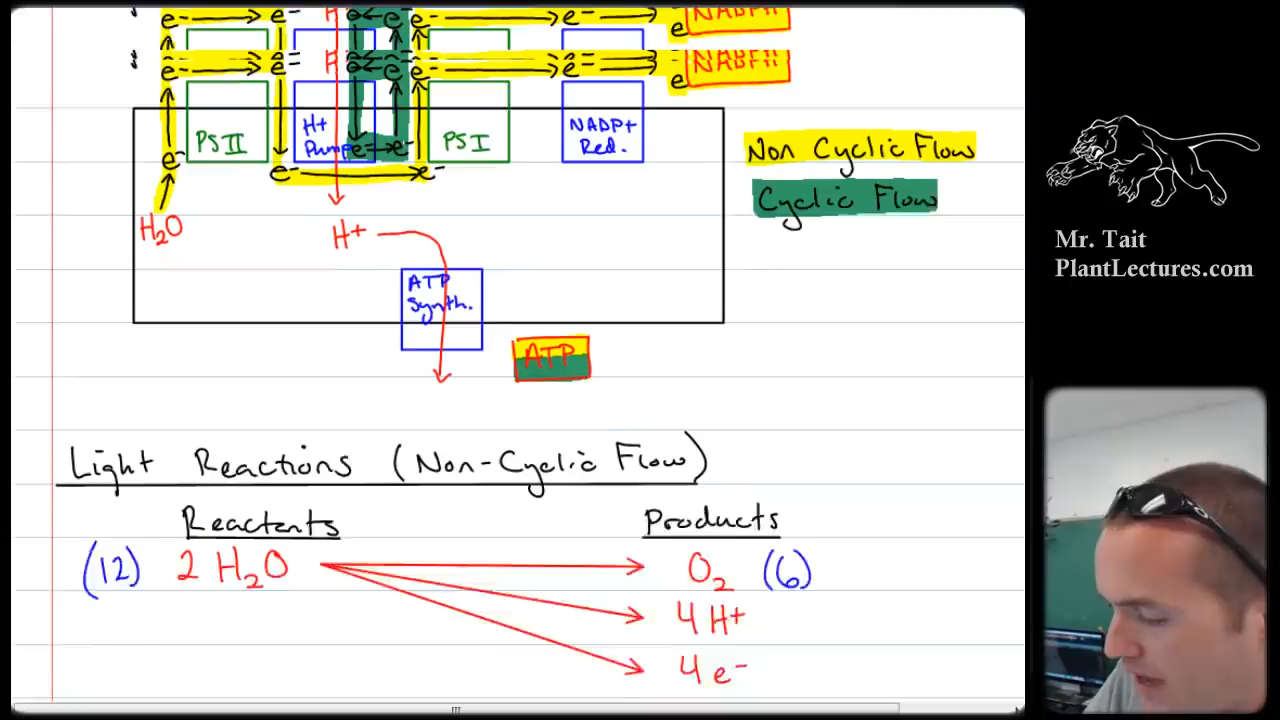 e- e- H e e- e- e- e NADPH
e- e- H e e- e- e- e NADPH
PS II
H+ Pump
PS I
NADP+ Red.
e-
e- e-
e- e-
H2O
H+
ATP Synth.
ATP
Non Cyclic Flow
Cyclic Flow
Mr. Tait
PlantLectures.com
Light Reactions (Non-Cyclic Flow)
Reactants Products
(12) 2 H2O O2 (6)
4 H+
4 e-